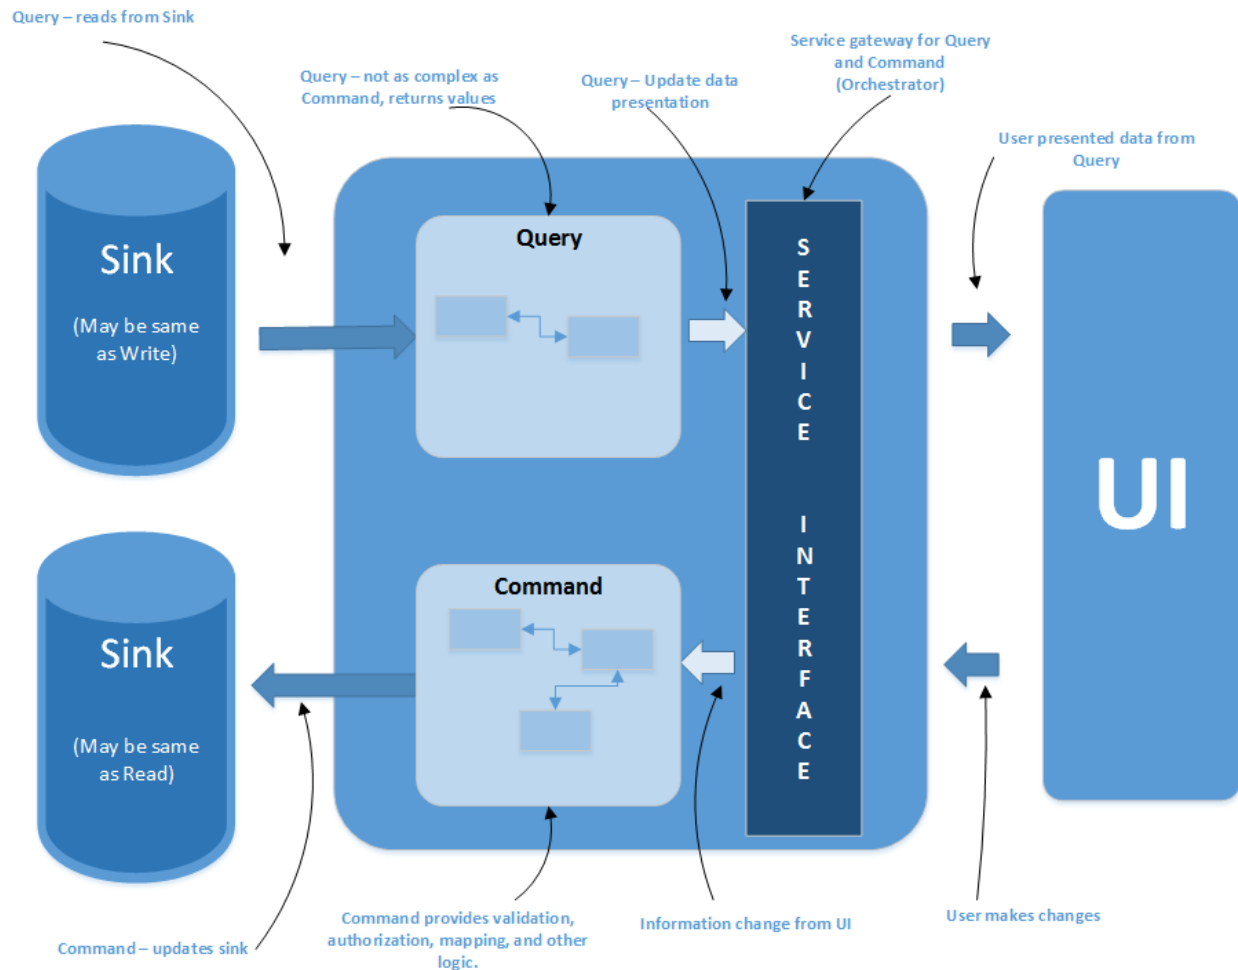 Query – reads from Sink
Query – not as complex as
Command, returns values
Query – Update data
presentation
Service gateway for Query
and Command
(Orchestrator)
User presented data from
Query
Sink
(May be same
as Write)
Query
SERVICE INTERFACE
UI
Sink
(May be same
as Read)
Command
Command – updates sink
Command provides validation,
authorization, mapping, and other
logic.
Information change from UI
User makes changes